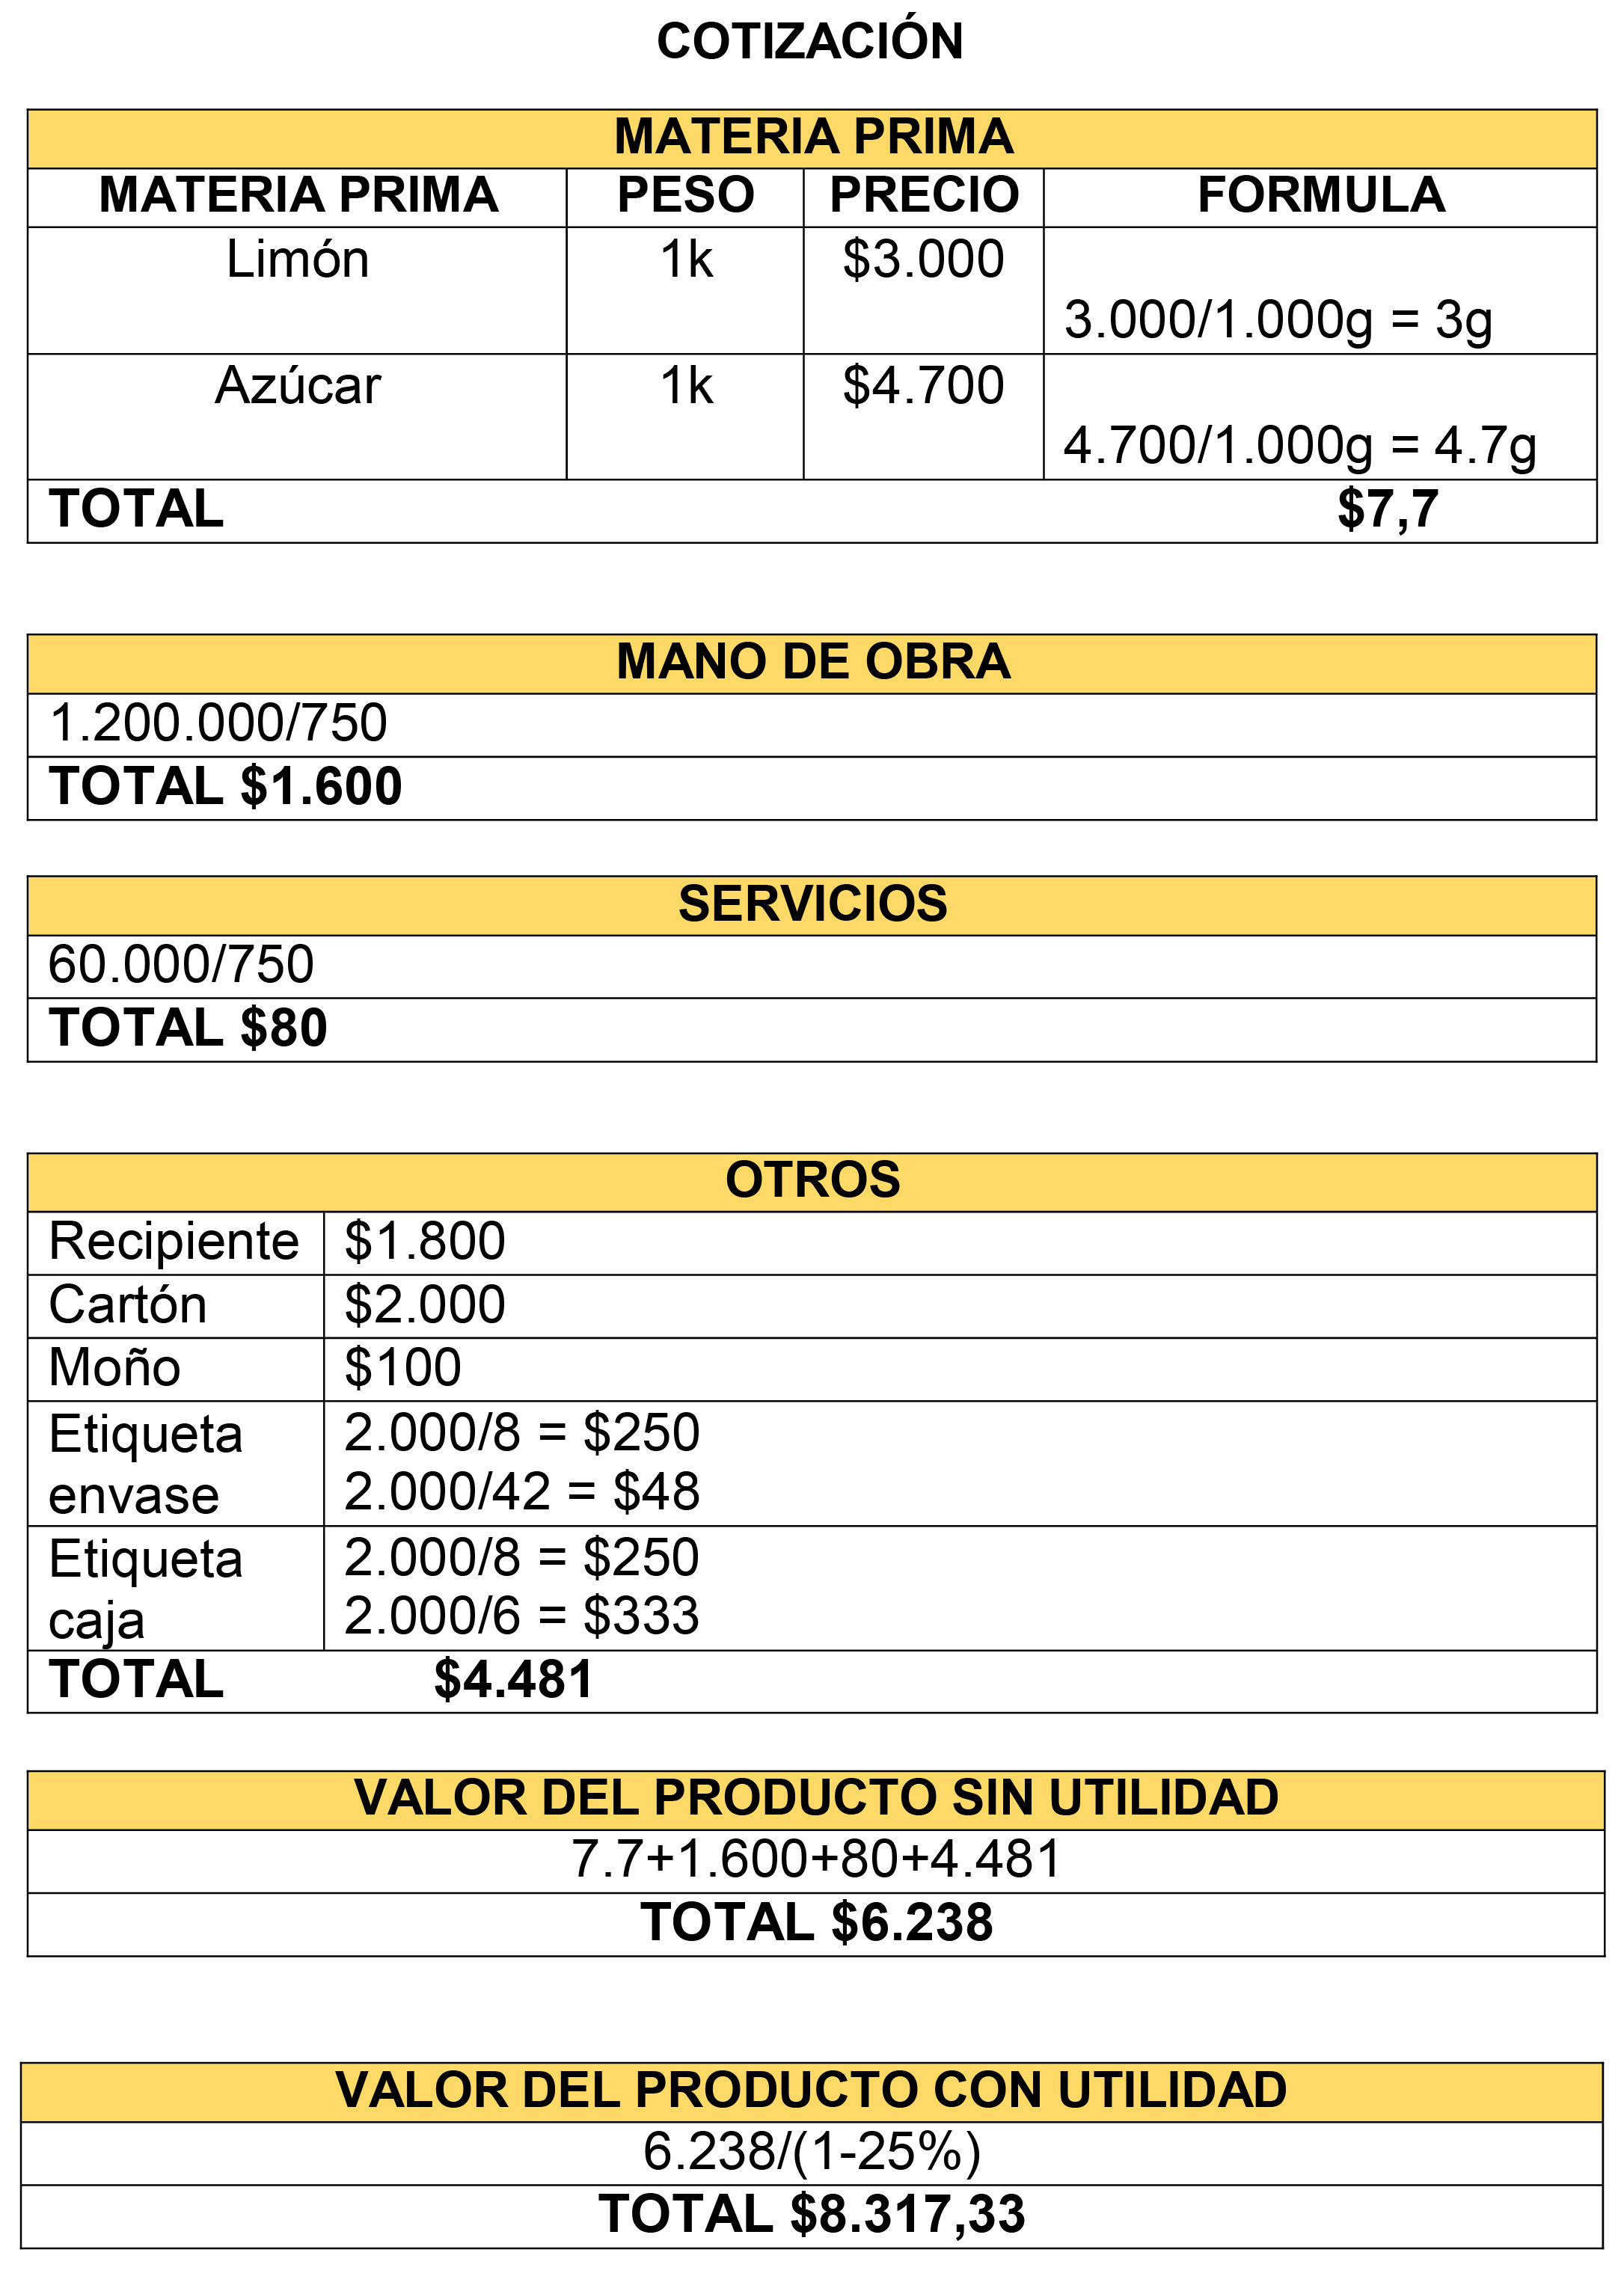 COTIZACIÓN
MATERIA PRIMA
MATERIA PRIMA PESO PRECIO FORMULA
Limón 1k $3.000
3.000/1.000g = 3g
Azúcar 1k $4.700
4.700/1.000g = 4.7g
TOTAL $7,7
MANO DE OBRA
1.200.000/750
TOTAL $1.600
SERVICIOS
60.000/750
TOTAL $80
OTROS
Recipiente $1.800
Cartón $2.000
Moño $100
Etiqueta envase 2.000/8 = $250
2.000/42 = $48
Etiqueta caja 2.000/8 = $250
2.000/6 = $333
TOTAL $4.481
VALOR DEL PRODUCTO SIN UTILIDAD
7.7+1.600+80+4.481
TOTAL $6.238
VALOR DEL PRODUCTO CON UTILIDAD
6.238/(1-25%)
TOTAL $8.317,33